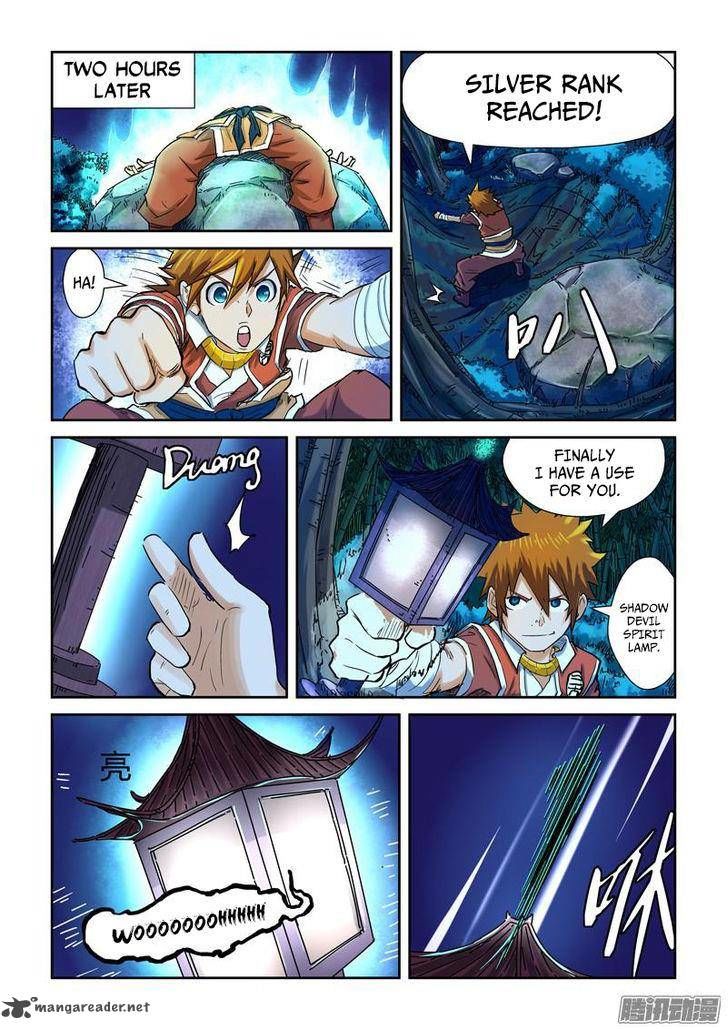 TWO HOURS
LATER
SILVER RANK
REACHED!
HA!
叭
Duang
FINALLY
I HAVE A USE
FOR YOU.
SHADOW
DEVIL
SPIRIT
LAMP.
亮
WOOOOOOOHHHHH
咻
mangareader.net
腾讯动漫